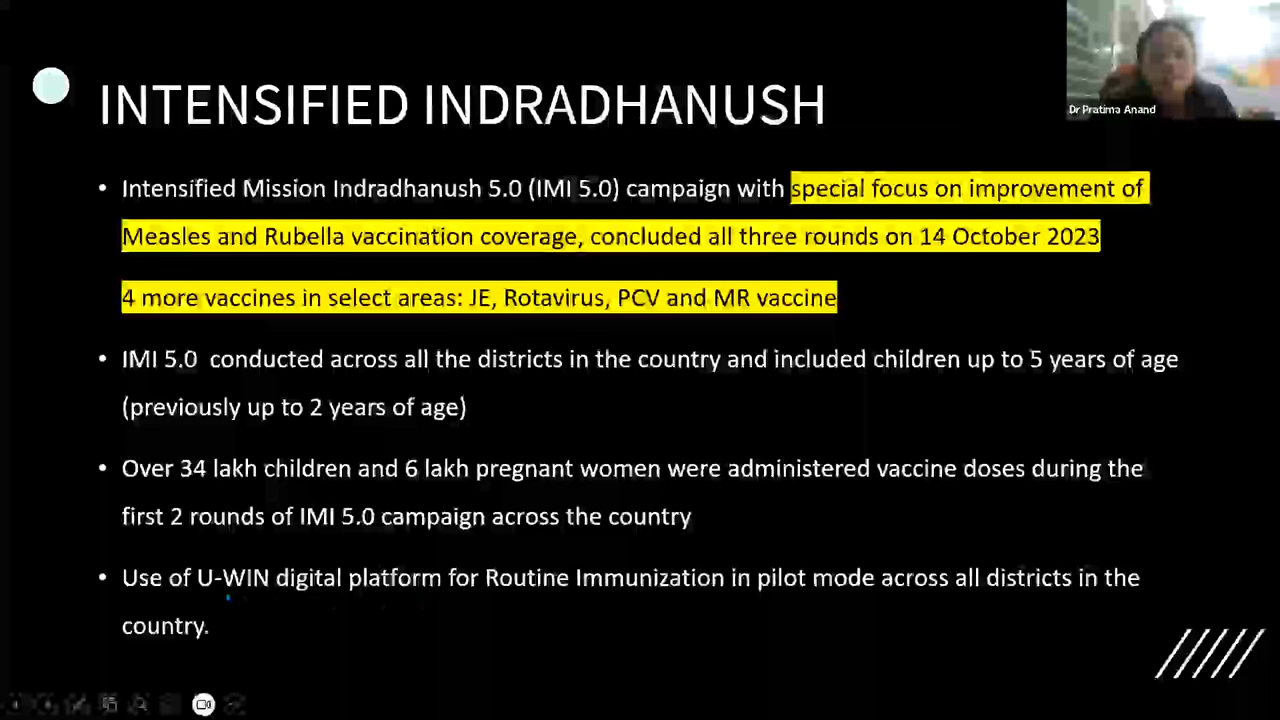 Dr Pratima Anand
INTENSIFIED INDRADHANUSH
• Intensified Mission Indradhanush 5.0 (IMI 5.0) campaign with special focus on improvement of
Measles and Rubella vaccination coverage, concluded all three rounds on 14 October 2023
4 more vaccines in select areas: JE, Rotavirus, PCV and MR vaccine
• IMI 5.0 conducted across all the districts in the country and included children up to 5 years of age
(previously up to 2 years of age)
• Over 34 lakh children and 6 lakh pregnant women were administered vaccine doses during the
first 2 rounds of IMI 5.0 campaign across the country
• Use of U-WIN digital platform for Routine Immunization in pilot mode across all districts in the
country.